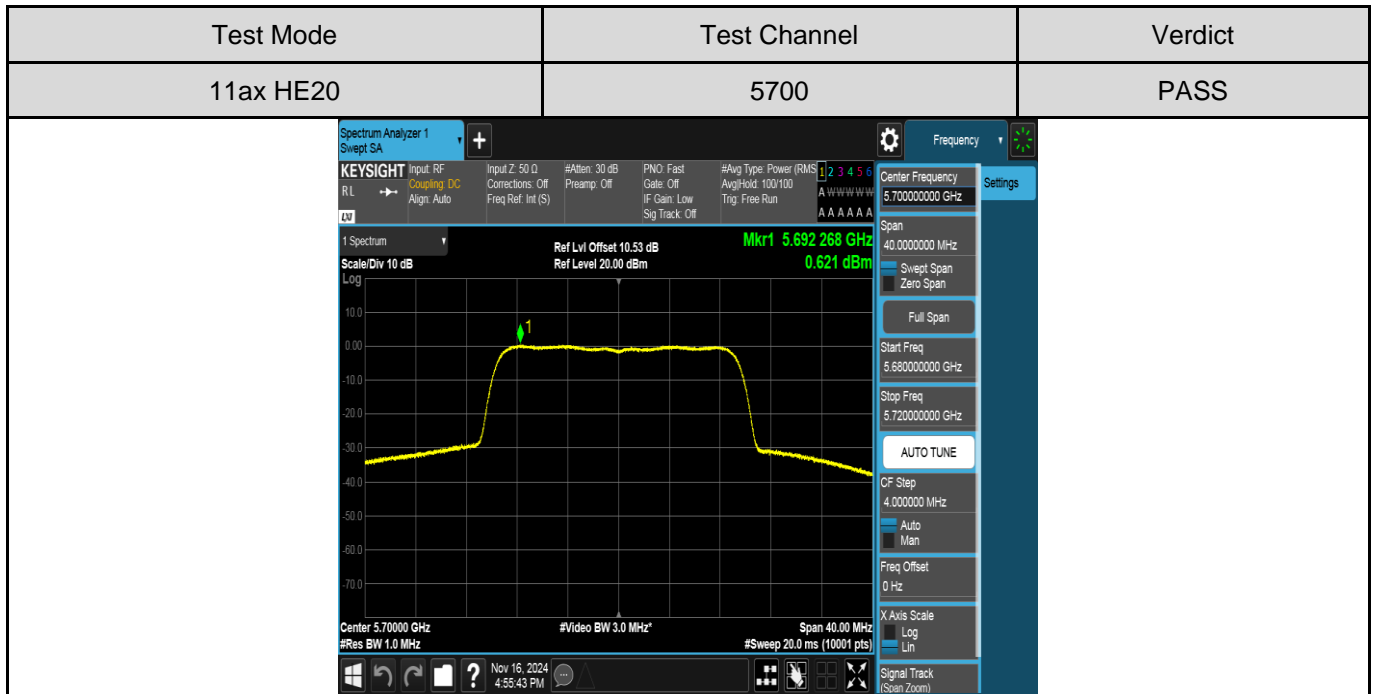 Test Mode Test Channel Verdict
11ax HE20 5700 PASS
Spectrum Analyzer 1
Swept SA
+
Frequency
KEYSIGHT Input: RF Input Z: 50 Ω #Atten: 30 dB PNO: Fast #Avg Type: Power (RMS 1 2 3 4 5 6
R L Coupling: DC Corrections: Off Preamp: Off Gate: Off Avg|Hold: 100/100 A W W W W W
Align: Auto Freq Ref: Int (S) IF Gain: Low Trig: Free Run
LXI Sig Track: Off A A A A A A
Center Frequency
5.700000000 GHz
Settings
1 Spectrum Ref Lvl Offset 10.53 dB Mkr1 5.692 268 GHz
Scale/Div 10 dB Ref Level 20.00 dBm 0.621 dBm
Log
10.0
1
0.00
-10.0
-20.0
-30.0
-40.0
-50.0
-60.0
-70.0
Center 5.70000 GHz #Video BW 3.0 MHz* Span 40.00 MHz
#Res BW 1.0 MHz #Sweep 20.0 ms (10001 pts)
Span
40.0000000 MHz
Swept Span
Zero Span
Full Span
Start Freq
5.680000000 GHz
Stop Freq
5.720000000 GHz
AUTO TUNE
CF Step
4.000000 MHz
Auto
Man
Freq Offset
0 Hz
X Axis Scale
Log
Lin
Signal Track
(Span Zoom)
? Nov 16, 2024
4:55:43 PM